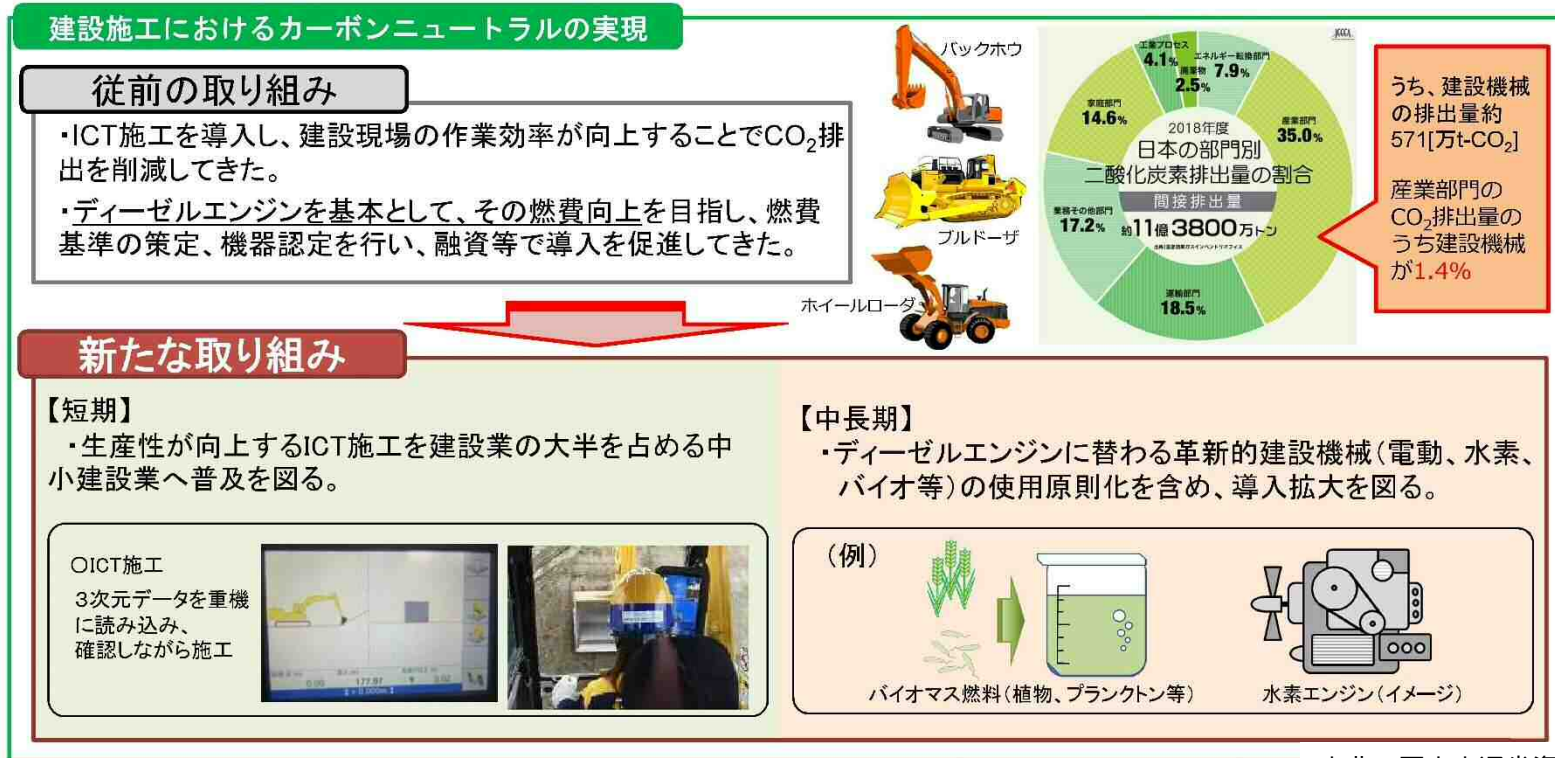 建設施工におけるカーボンニュートラルの実現
従前の取り組み
・ICT施工を導入し、建設現場の作業効率が向上することでCO₂排
出を削減してきた。
・ディーゼルエンジンを基本として、その燃費向上を目指し、燃費
基準の策定、機器認定を行い、融資等で導入を促進してきた。
バックホウ
ブルドーザ
ホイールローダ
JCCCA
工業プロセス
4.1%
廃棄物
2.5%
エネルギー転換部門
7.9%
家庭部門
14.6%
産業部門
35.0%
業務その他部門
17.2%
運輸部門
18.5%
2018年度
日本の部門別
二酸化炭素排出量の割合
間接排出量
約11億3800万トン
うち、建設機械
の排出量約
571[万t-CO₂]
産業部門の
CO₂排出量の
うち建設機械
が1.4%
新たな取り組み
【短期】
・生産性が向上するICT施工を建設業の大半を占める中
小建設業へ普及を図る。
○ICT施工
3次元データを重機
に読み込み、
確認しながら施工
0.00
177.97
0.02
【中長期】
・ディーゼルエンジンに替わる革新的建設機械(電動、水素、
バイオ等)の使用原則化を含め、導入拡大を図る。
(例)
バイオマス燃料(植物、プランクトン等)
水素エンジン(イメージ)